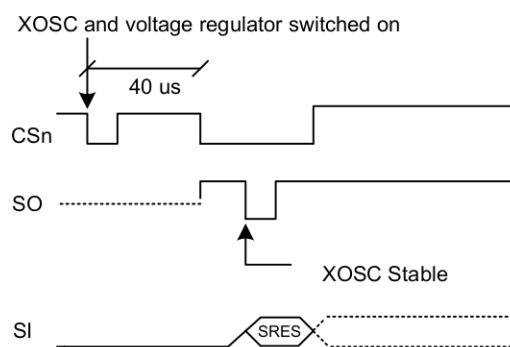 XOSC and voltage regulator switched on
40 us
CSn
SO
XOSC Stable
SI
SRES